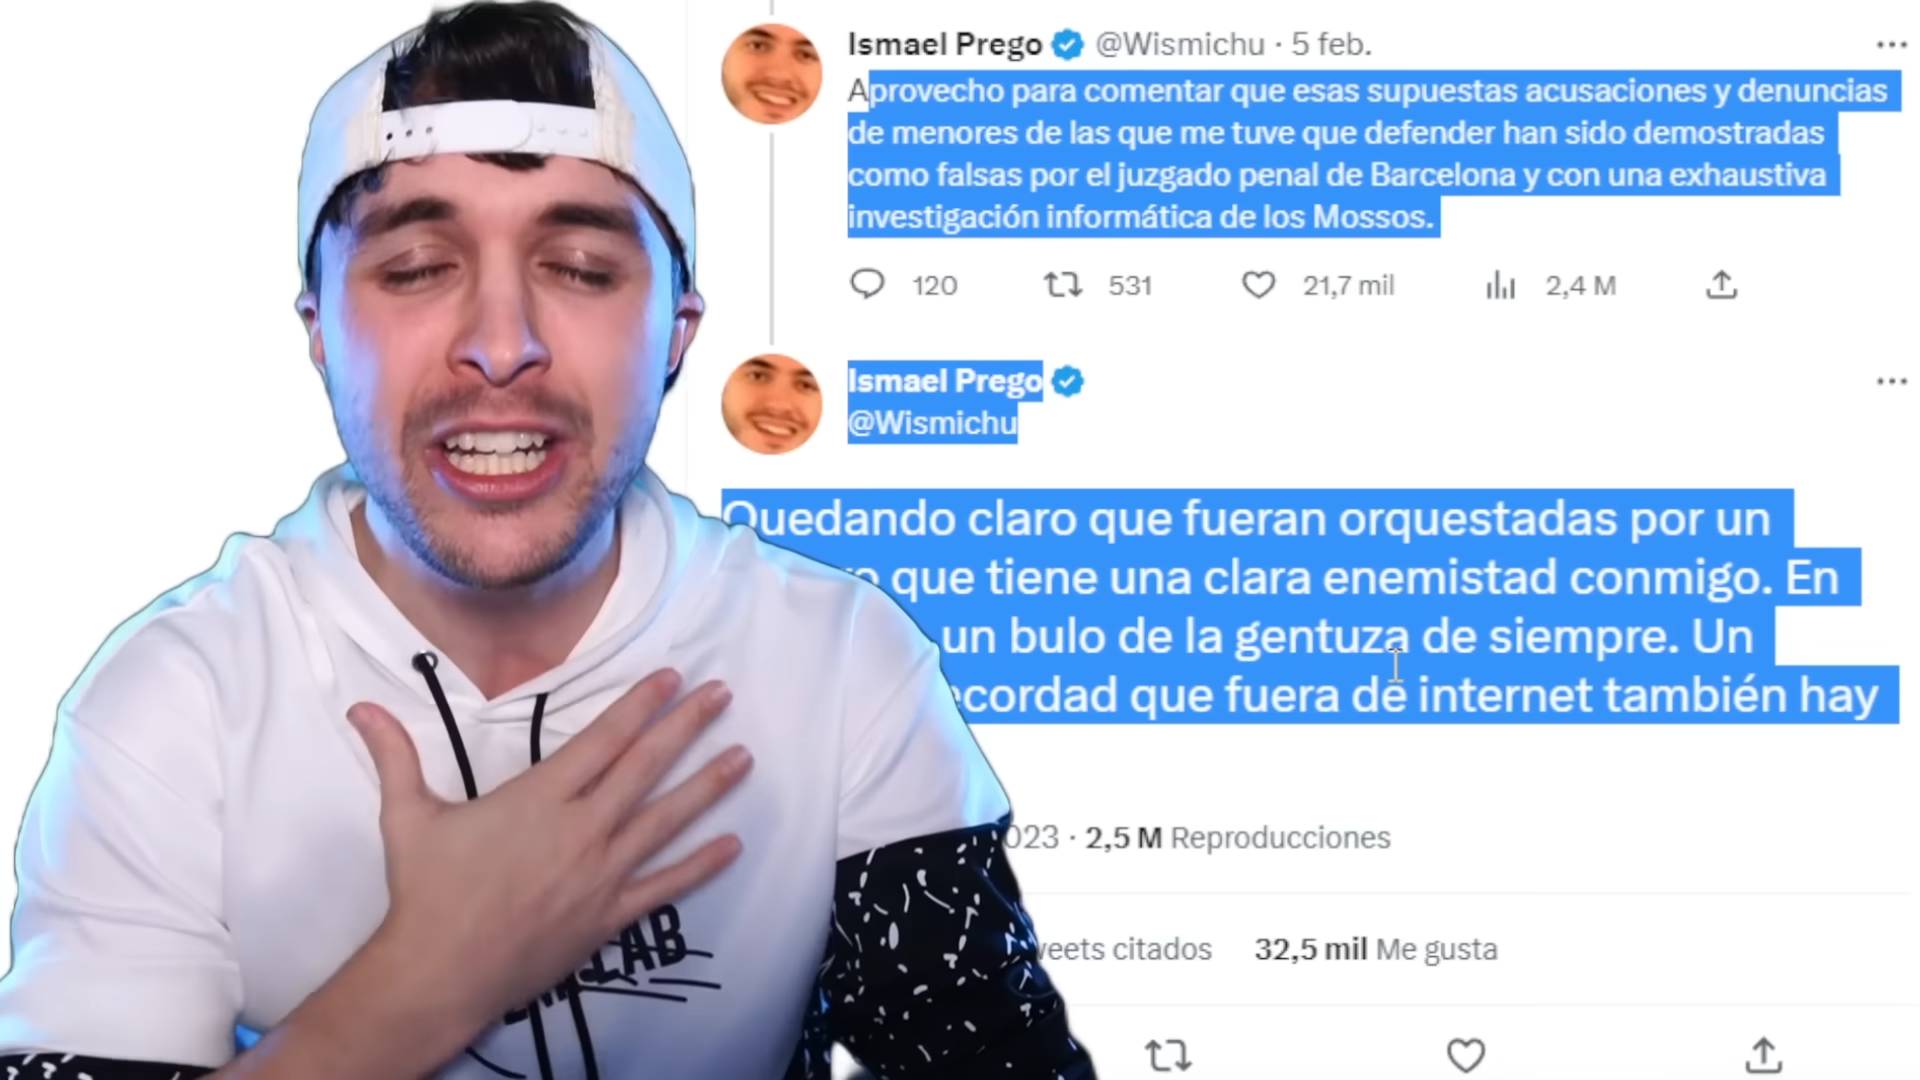 Ismael Prego @Wismichu · 5 feb.
Aprovecho para comentar que esas supuestas acusaciones y denuncias
de menores de las que me tuve que defender han sido demostradas
como falsas por el juzgado penal de Barcelona y con una exhaustiva
investigación informática de los Mossos.
120 531 21,7 mil 2,4 M
Ismael Prego
@Wismichu
Quedando claro que fueran orquestadas por un
que tiene una clara enemistad conmigo. En
un bulo de la gentuza de siempre. Un
ecordad que fuera de internet también hay
023 · 2,5 M Reproducciones
weets citados 32,5 mil Me gusta
LAB